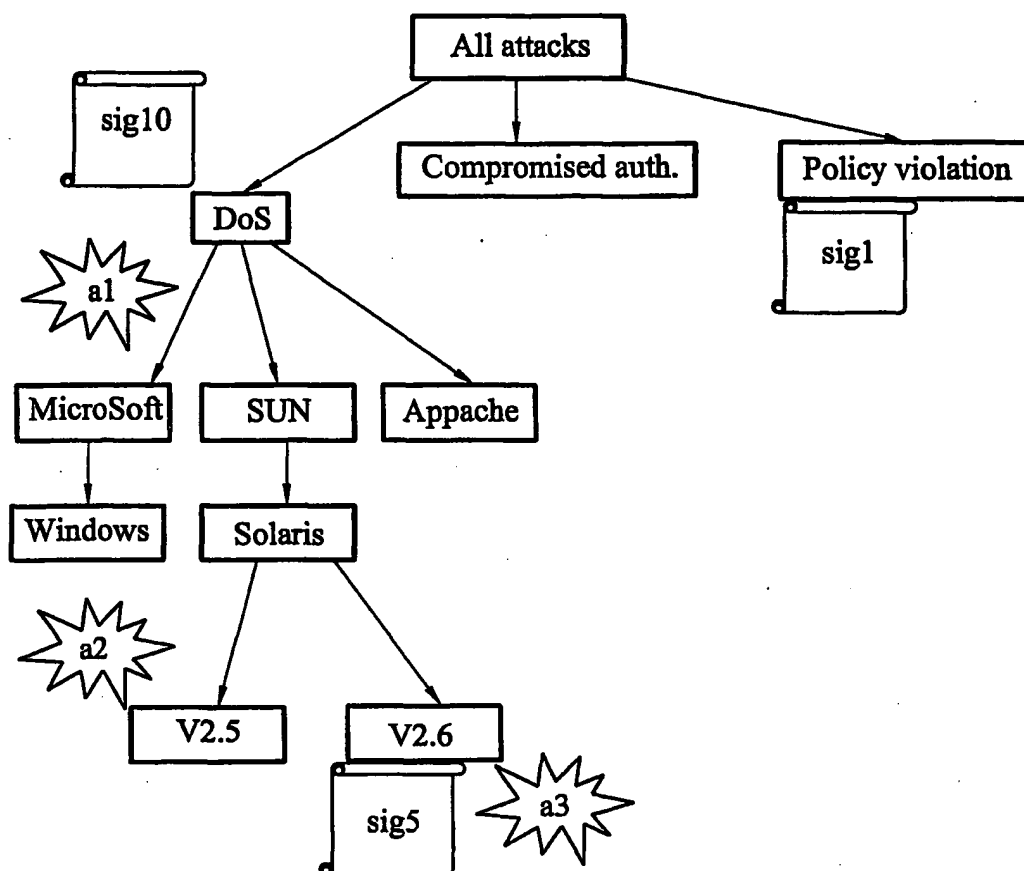 All attacks
sig10
Compromised auth.
Policy violation
DoS
sig1
a1
MicroSoft
SUN
Appache
Windows
Solaris
a2
V2.5
V2.6
sig5
a3